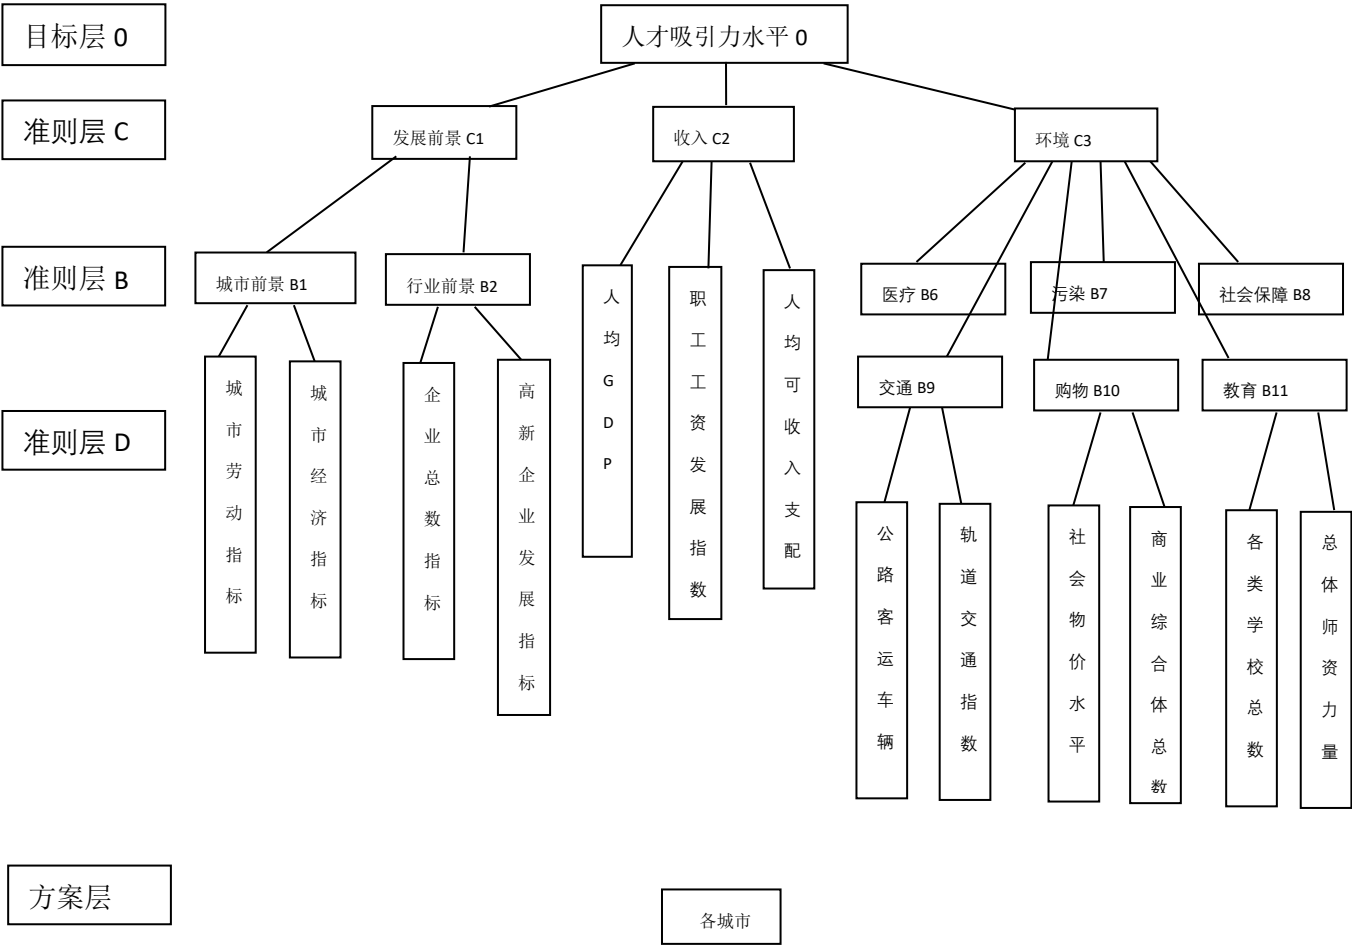 目标层 0
人才吸引力水平 0
准则层 C
发展前景 C1
收入 C2
环境 C3
准则层 B
城市前景 B1
行业前景 B2
人均GDP
职工工资发展指数
人均可收入支配
医疗 B6
污染 B7
社会保障 B8
交通 B9
购物 B10
教育 B11
准则层 D
城市劳动指标
城市经济指标
企业总数指标
高新企业发展指标
公路客运车辆
轨道交通指数
社会物价水平
商业综合体总数
各类学校总数
总体师资力量
方案层
各城市